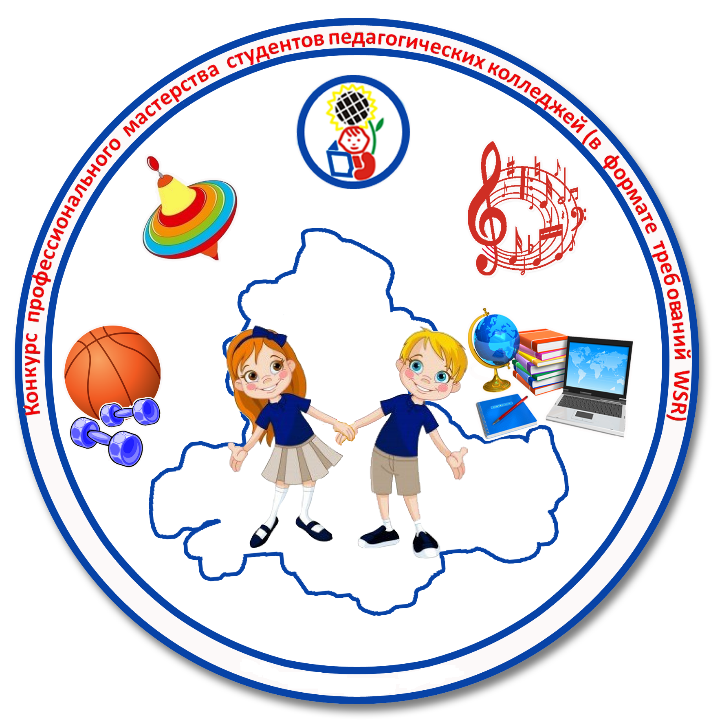 Конкурс профессионального мастерства студентов педагогических колледжей (в формате требований WSR)